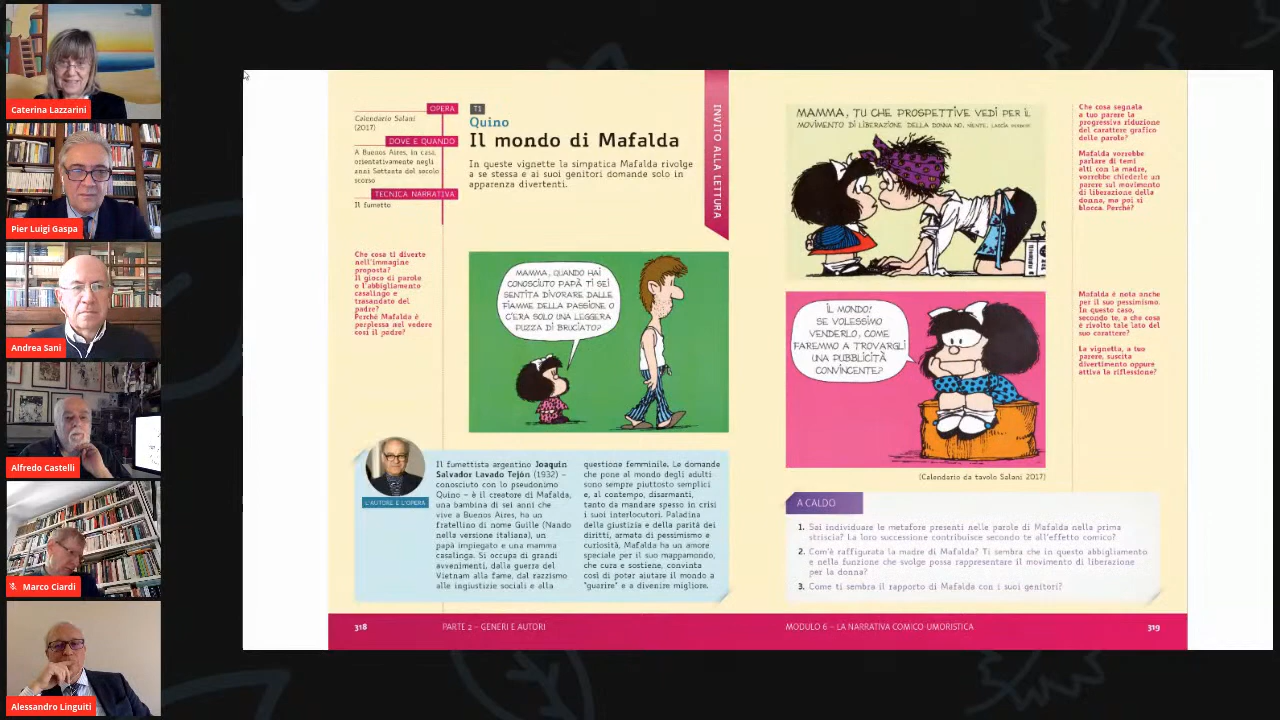 Caterina Lazzarini
Pier Luigi Gaspa
Andrea Sani
Alfredo Castelli
Marco Ciardi
Alessandro Linguiti
OPERA
Calendario Salani
(2017)
DOVE E QUANDO
A Buenos Aires, in casa,
orientativamente negli
anni Settanta del secolo
scorso
TECNICA NARRATIVA
Il fumetto
T1
Quino
Il mondo di Mafalda
In queste vignette la simpatica Mafalda rivolge
a se stessa e ai suoi genitori domande solo in
apparenza divertenti.
INVITO ALLA LETTURA
Che cosa ti diverte
nell'immagine
proposta?
Il gioco di parole
o l'abbigliamento
casalingo e
trasandato del
padre?
Perché Mafalda è
perplessa nel vedere
così il padre?
MAMMA, QUANDO HAI
CONOSCIUTO PAPÀ TI SEI
SENTITA DIVORARE DALLE
FIAMME DELLA PASSIONE O
C'ERA SOLO UNA LEGGERA
PUZZA DI BRUCIATO?
L'AUTORE E L'OPERA
Il fumettista argentino Joaquín
Salvador Lavado Tejón (1932) –
conosciuto con lo pseudonimo
Quino – è il creatore di Mafalda,
una bambina di sei anni che
vive a Buenos Aires, ha un
fratellino di nome Guille (Nando
nella versione italiana), un
papà impiegato e una mamma
casalinga. Si occupa di grandi
avvenimenti, dalla guerra del
Vietnam alla fame, dal razzismo
alle ingiustizie sociali e alla
questione femminile. Le domande
che pone al mondo degli adulti
sono sempre piuttosto semplici
e, al contempo, disarmanti,
tanto da mandare spesso in crisi
i suoi interlocutori. Paladina
della giustizia e della parità dei
diritti, armata di pessimismo e
curiosità, Mafalda ha un amore
speciale per il suo mappamondo,
che cura e sostiene, convinta
così di poter aiutare il mondo a
"guarire" e a divenire migliore.
318
PARTE 2 – GENERI E AUTORI
MAMMA, TU CHE PROSPETTIVE VEDI PER IL
MOVIMENTO DI LIBERAZIONE DELLA DONNA NO, NIENTE, LASCIA PERDERE
Che cosa segnala
a tuo parere la
progressiva riduzione
del carattere grafico
delle parole?
Mafalda vorrebbe
parlare di temi
alti con la madre,
vorrebbe chiederle un
parere sul movimento
di liberazione della
donna, ma poi si
blocca. Perché?
IL MONDO!
SE VOLESSIMO
VENDERLO, COME
FAREMMO A TROVARGLI
UNA PUBBLICITÀ
CONVINCENTE?
Mafalda è nota anche
per il suo pessimismo.
In questo caso,
secondo te, a che cosa
è rivolto tale lato del
suo carattere?
La vignetta, a tuo
parere, suscita
divertimento oppure
attiva la riflessione?
[Calendario da tavolo Salani 2017]
A CALDO
1. Sai individuare le metafore presenti nelle parole di Mafalda nella prima
striscia? La loro successione contribuisce secondo te all'effetto comico?
2. Com'è raffigurata la madre di Mafalda? Ti sembra che in questo abbigliamento
e nella funzione che svolge possa rappresentare il movimento di liberazione
per la donna?
3. Come ti sembra il rapporto di Mafalda con i suoi genitori?
MODULO 6 – LA NARRATIVA COMICO-UMORISTICA
319